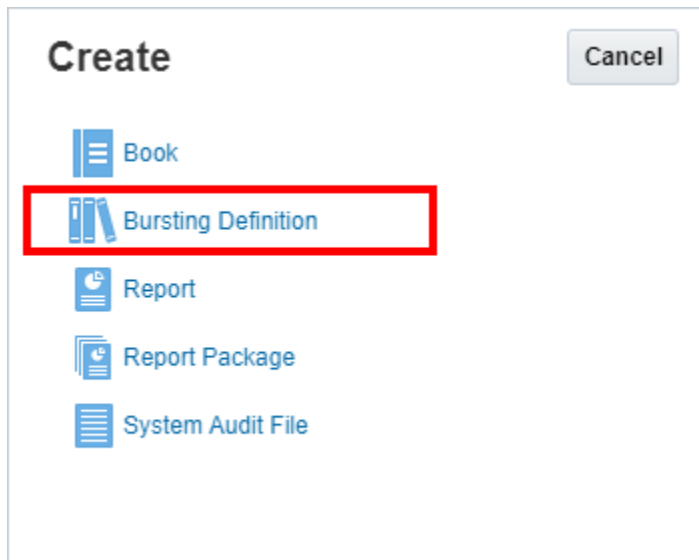 Create
Cancel
Book
Bursting Definition
Report
Report Package
System Audit File